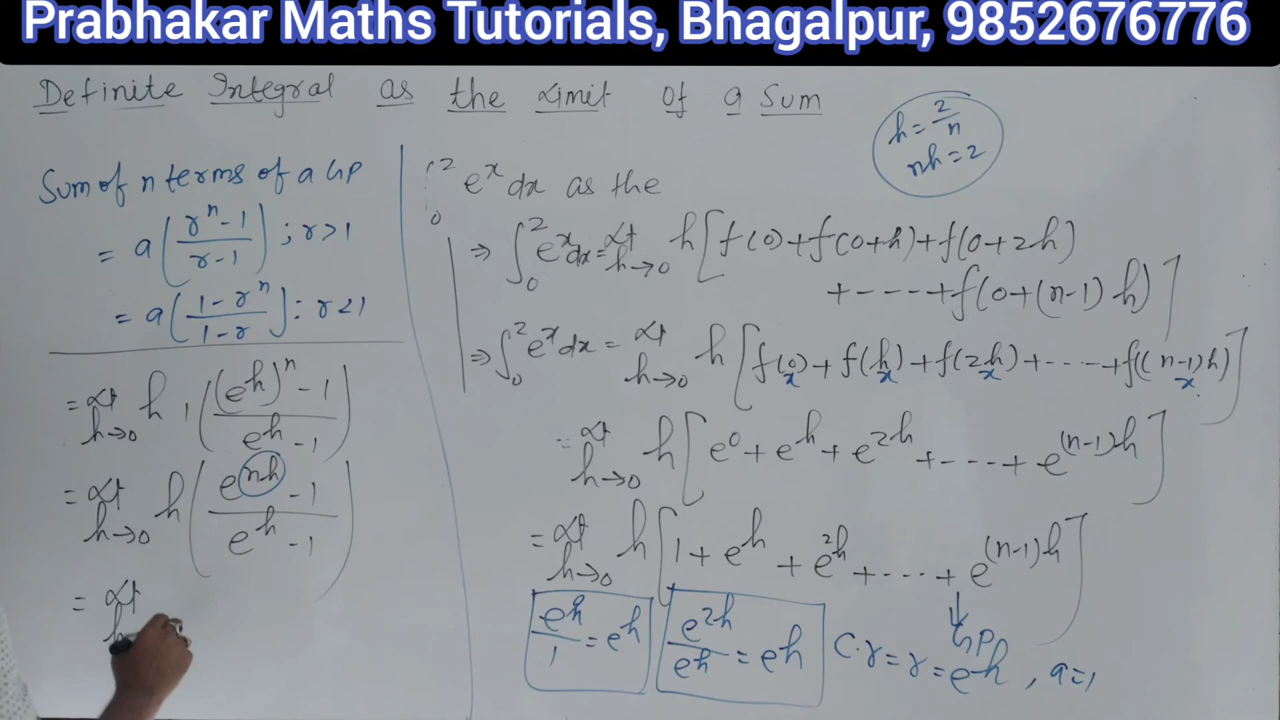 Prabhakar Maths Tutorials, Bhagalpur, 9852676776
Definite Integral as the Limit of a Sum
h = 2/n
nh = 2
Sum of n terms of a GP
= a((r^n - 1)/(r - 1)) ; r > 1
= a((1 - r^n)/(1 - r)) : r < 1
∫₀² e^x dx as the
⇒ ∫₀² e^x dx = Lt h→0 h[f(0) + f(0+h) + f(0+2h)
+ ---- + f(0+(n-1)h)]
⇒ ∫₀² e^x dx = Lt h→0 h[f(0) + f(h) + f(2h) + ---- + f((n-1)h)]
x x x x
= Lt h→0 h[e^0 + e^h + e^2h + ---- + e^(n-1)h]
= Lt h→0 h[1 + e^h + e^2h + ---- + e^(n-1)h]
GP
e^h/1 = e^h
e^2h/e^h = e^h
C.r = r = e^h, a = 1
= Lt h→0 h 1((e^h)^n - 1)/(e^h - 1)
= Lt h→0 h((e^nh - 1)/(e^h - 1))
= Lt h